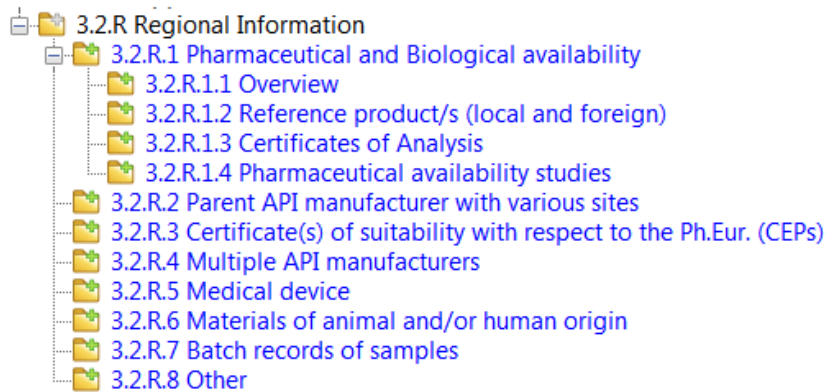 3.2.R Regional Information
3.2.R.1 Pharmaceutical and Biological availability
3.2.R.1.1 Overview
3.2.R.1.2 Reference product/s (local and foreign)
3.2.R.1.3 Certificates of Analysis
3.2.R.1.4 Pharmaceutical availability studies
3.2.R.2 Parent API manufacturer with various sites
3.2.R.3 Certificate(s) of suitability with respect to the Ph.Eur. (CEPs)
3.2.R.4 Multiple API manufacturers
3.2.R.5 Medical device
3.2.R.6 Materials of animal and/or human origin
3.2.R.7 Batch records of samples
3.2.R.8 Other